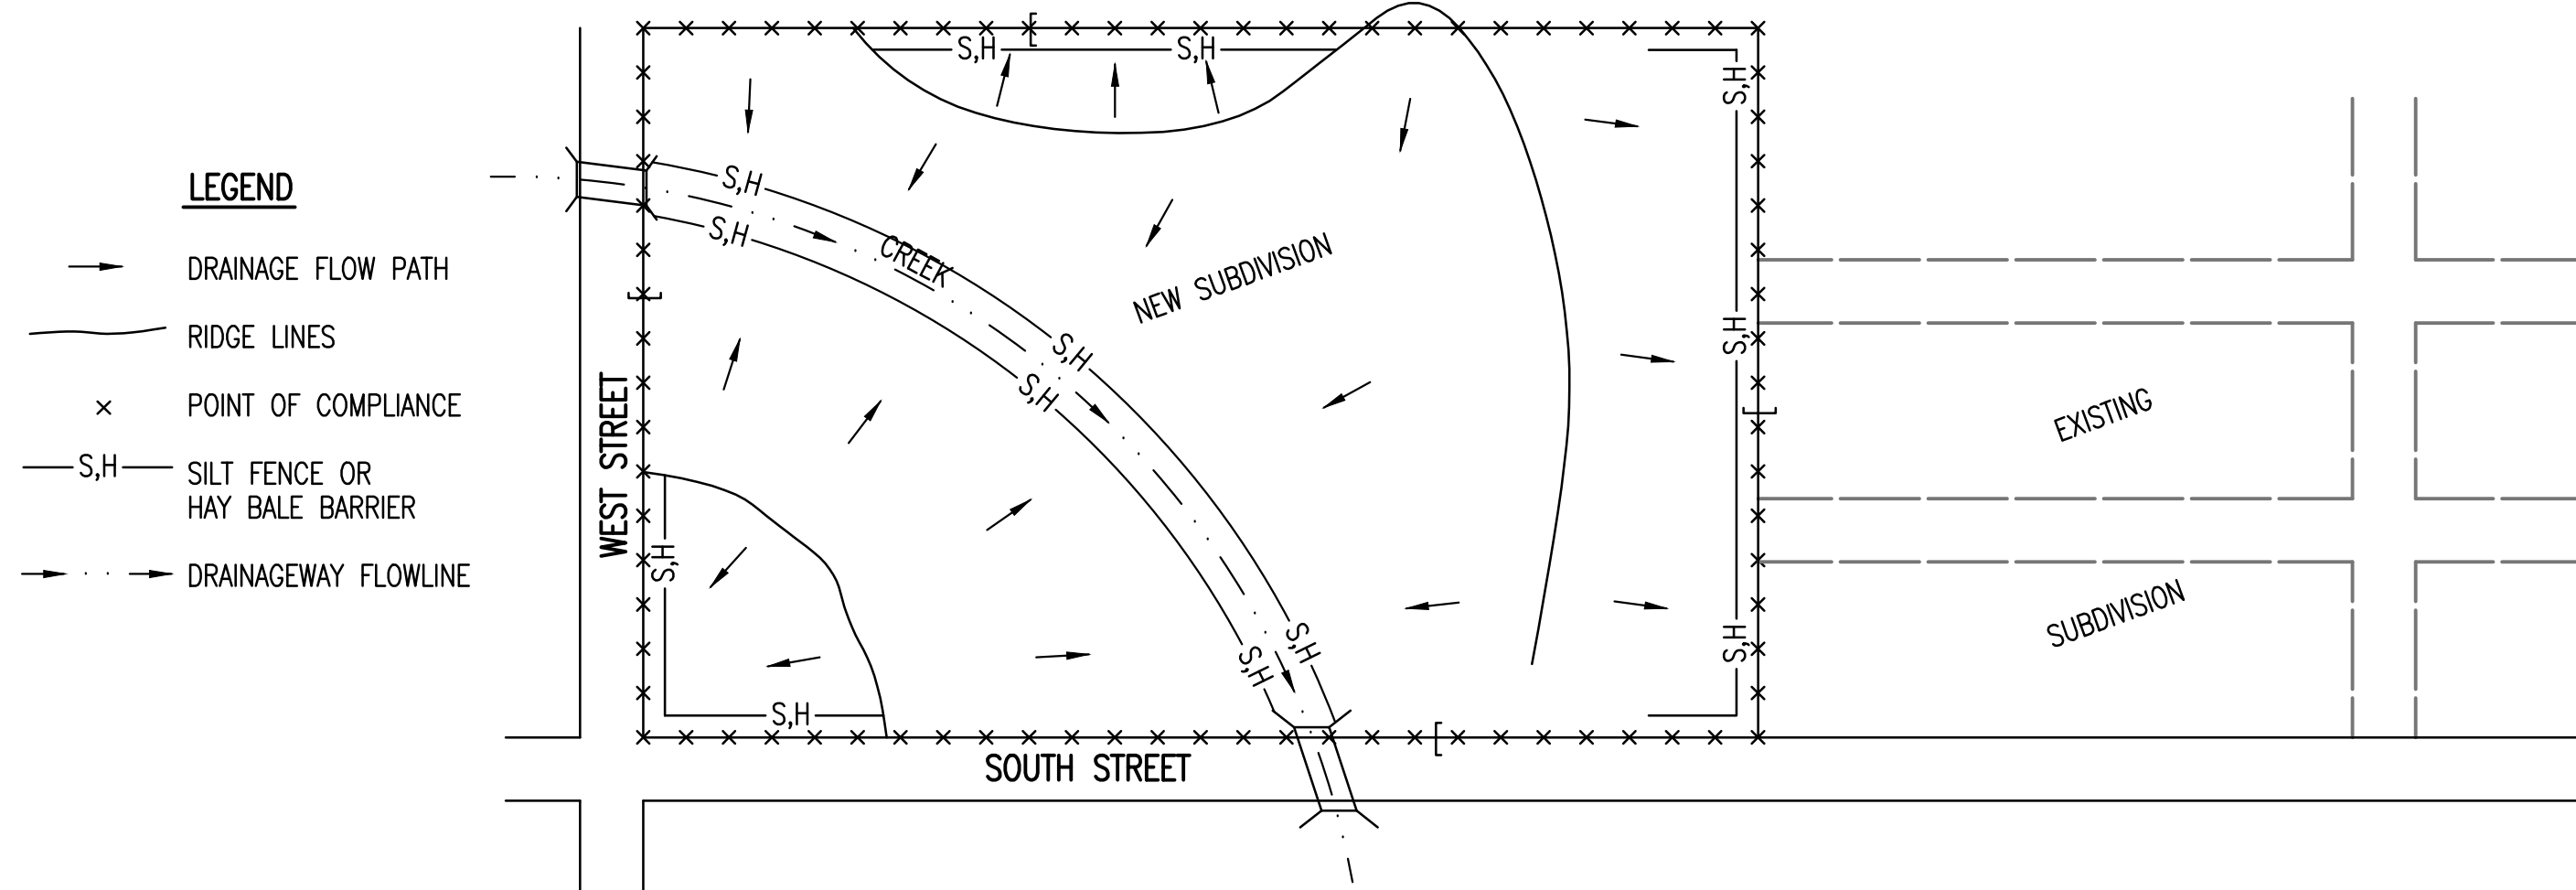 LEGEND
DRAINAGE FLOW PATH
RIDGE LINES
POINT OF COMPLIANCE
S,H
SILT FENCE OR
HAY BALE BARRIER
DRAINAGEWAY FLOWLINE
S,H
S,H
S,H
S,H
S,H
CREEK
NEW SUBDIVISION
S,H
S,H
S,H
WEST STREET
EXISTING
S,H
S,H
S,H
S,H
SUBDIVISION
S,H
SOUTH STREET